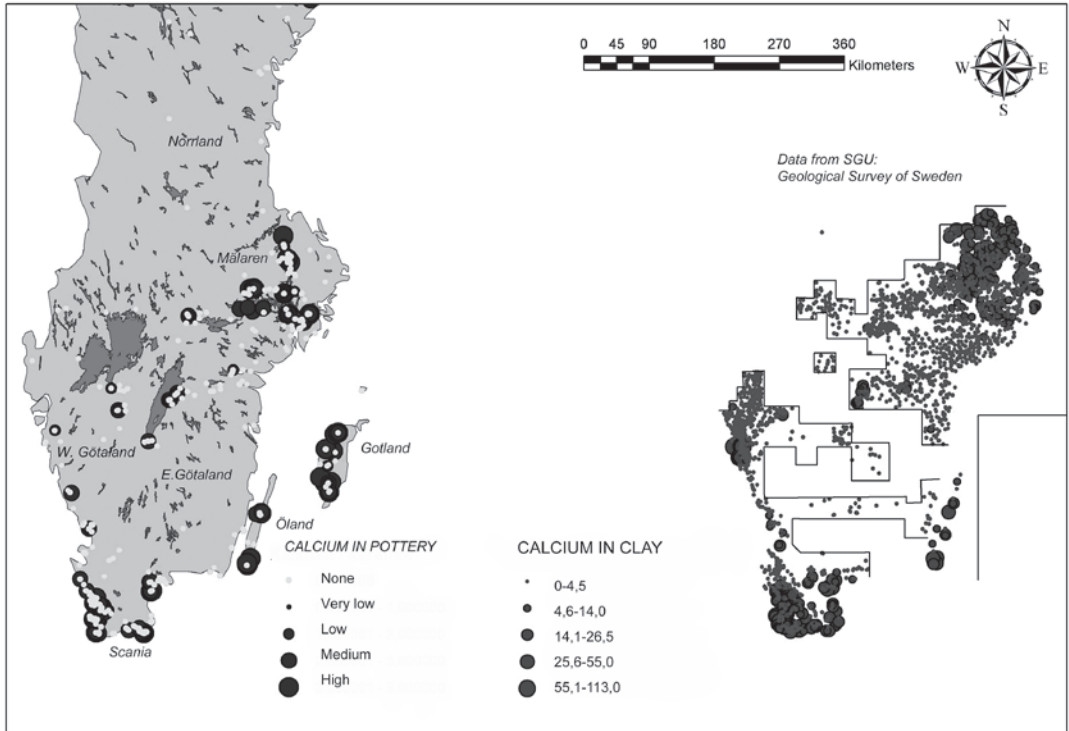 0 45 90 180 270 360
Kilometers
N
W E
S
Norrland
Data from SGU:
Geological Survey of Sweden
Mälaren
W. Götaland
Gotland
E.Götaland
Öland
CALCIUM IN POTTERY
None
Very low
Low
Medium
High
CALCIUM IN CLAY
0-4,5
4,6-14,0
14,1-26,5
25,6-55,0
55,1-113,0
Scania